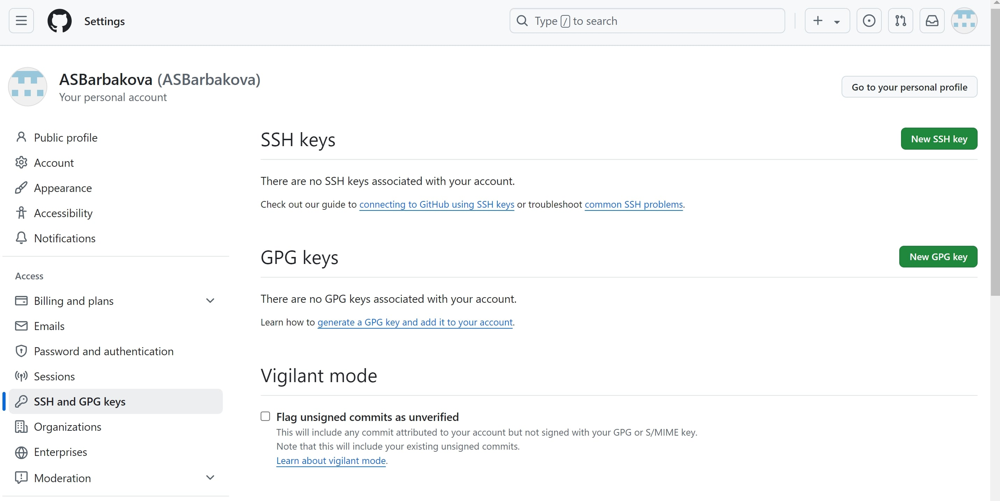 Settings
Type / to search
ASBarbakova (ASBarbakova)
Your personal account
Go to your personal profile
Public profile
Account
Appearance
Accessibility
Notifications
Access
Billing and plans
Emails
Password and authentication
Sessions
SSH and GPG keys
Organizations
Enterprises
Moderation
SSH keys
New SSH key
There are no SSH keys associated with your account.
Check out our guide to connecting to GitHub using SSH keys or troubleshoot common SSH problems.
GPG keys
New GPG key
There are no GPG keys associated with your account.
Learn how to generate a GPG key and add it to your account.
Vigilant mode
Flag unsigned commits as unverified
This will include any commit attributed to your account but not signed with your GPG or S/MIME key.
Note that this will include your existing unsigned commits.
Learn about vigilant mode.